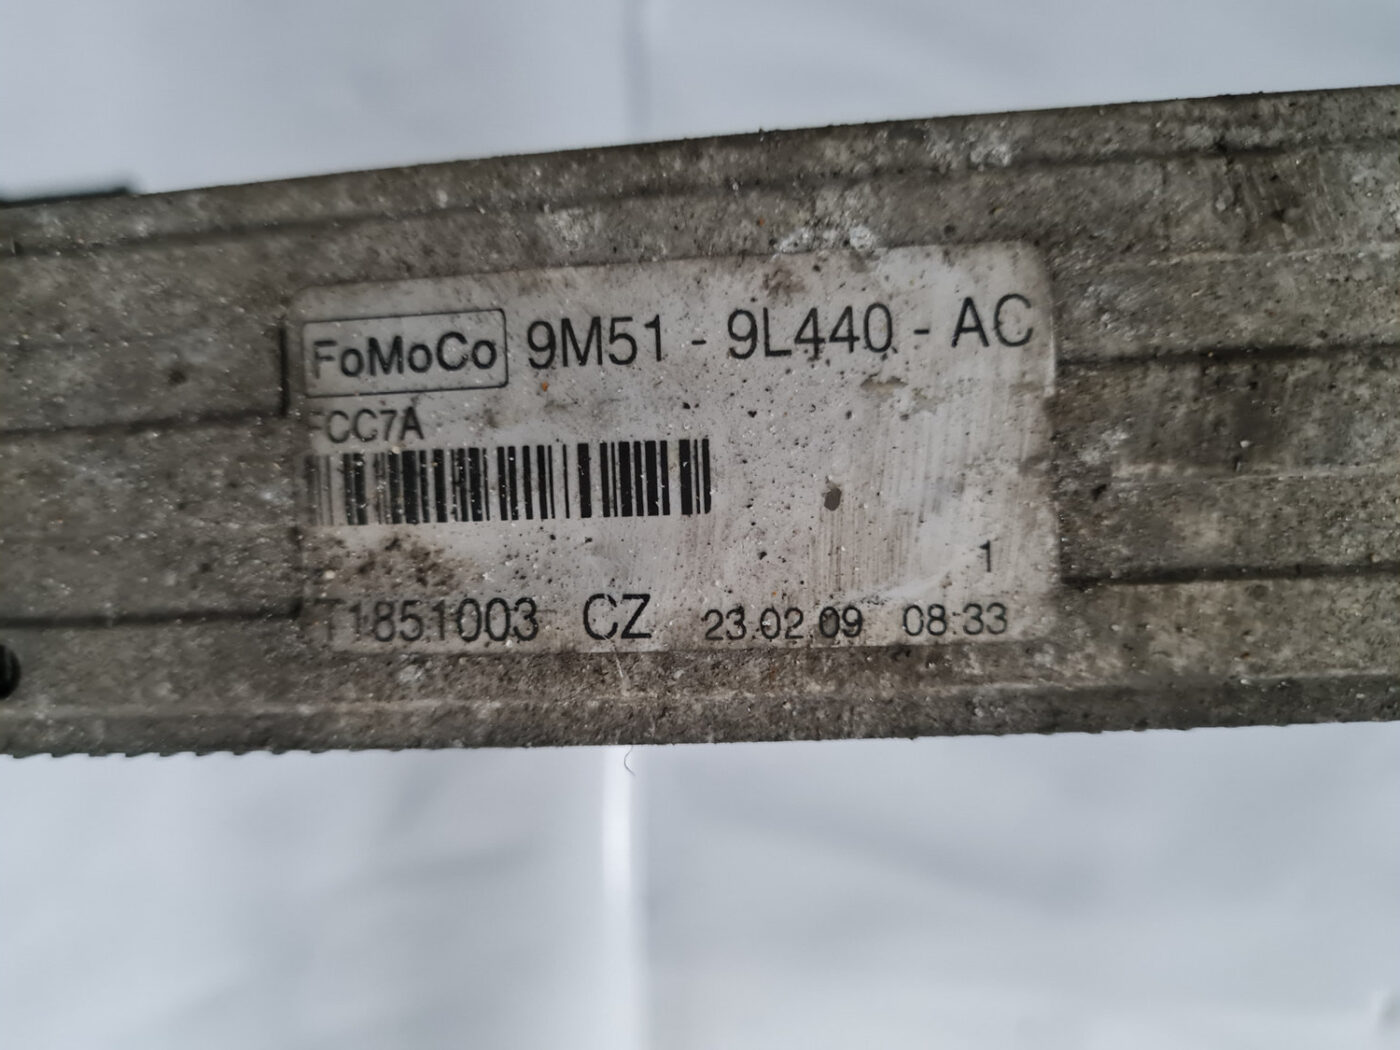 FoMoCo 9M51 - 9L440 - AC
FCC7A
1
T1851003 CZ 23.02.09 08:33